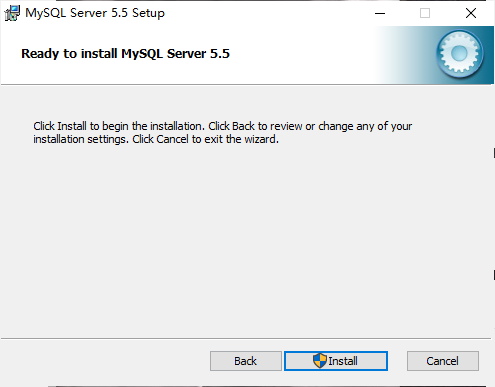 MySQL Server 5.5 Setup
Ready to install MySQL Server 5.5
Click Install to begin the installation. Click Back to review or change any of your
installation settings. Click Cancel to exit the wizard.
Back
Install
Cancel